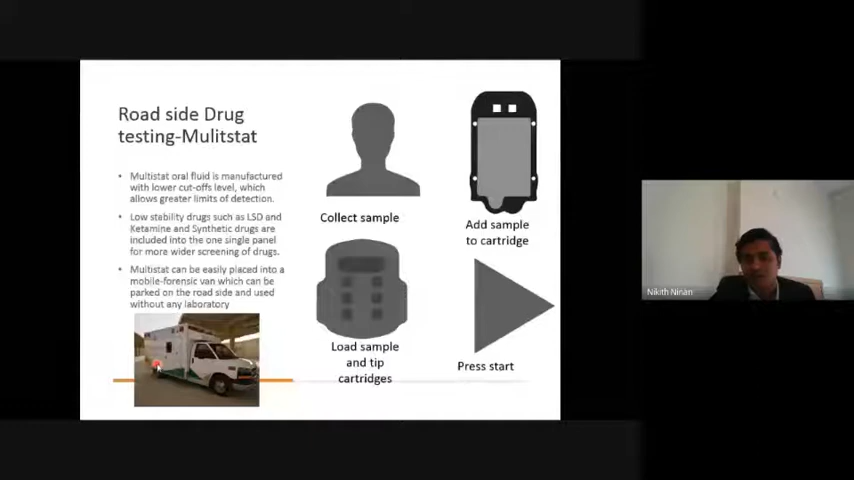 Road side Drug
testing-Mulitstat
Multistat oral fluid is manufactured
with lower cut-offs level, which
allows greater limits of detection.
Low stability drugs such as LSD and
Ketamine and Synthetic drugs are
included into the one single panel
for more wider screening of drugs.
Multistat can be easily placed into a
mobile-forensic van which can be
parked on the road side and used
without any laboratory
Collect sample
Add sample
to cartridge
Load sample
and tip
cartridges
Press start
Nikith Ninan